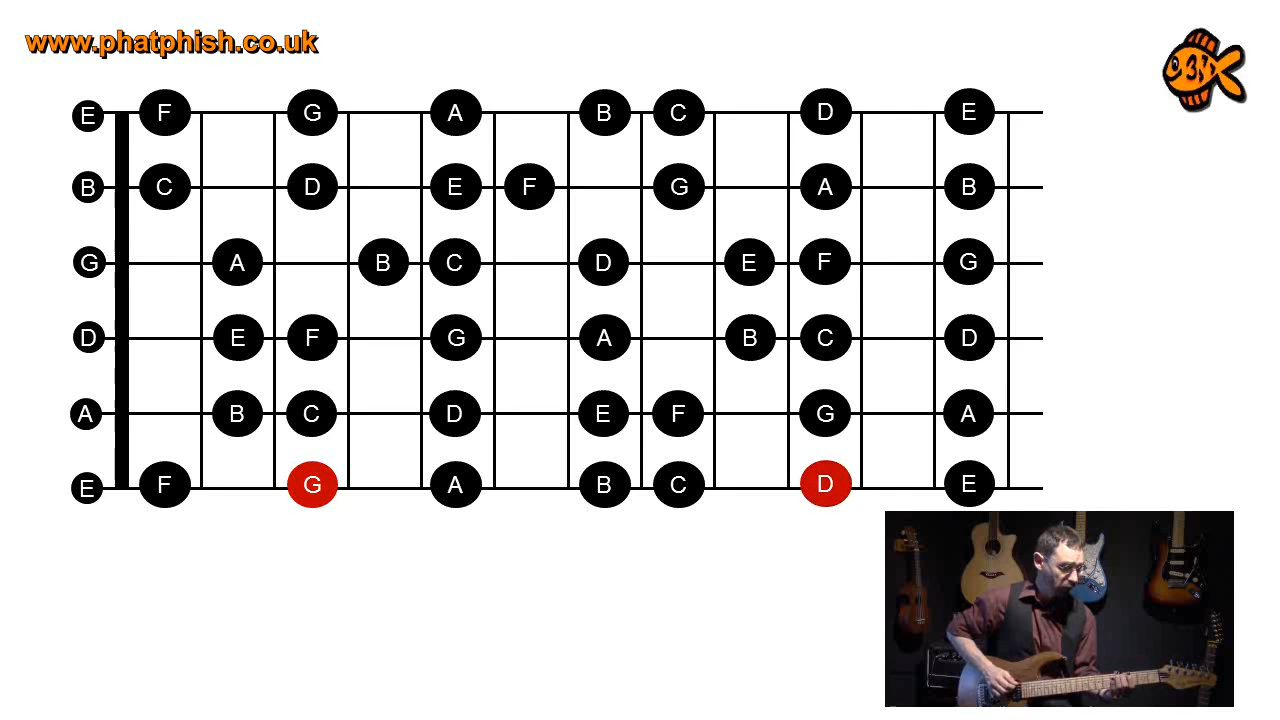 www.phatphish.co.uk
E F G A B C D E
B C D E F G A B
G A B C D E F G
D E F G A B C D
A B C D E F G A
E F G A B C D E